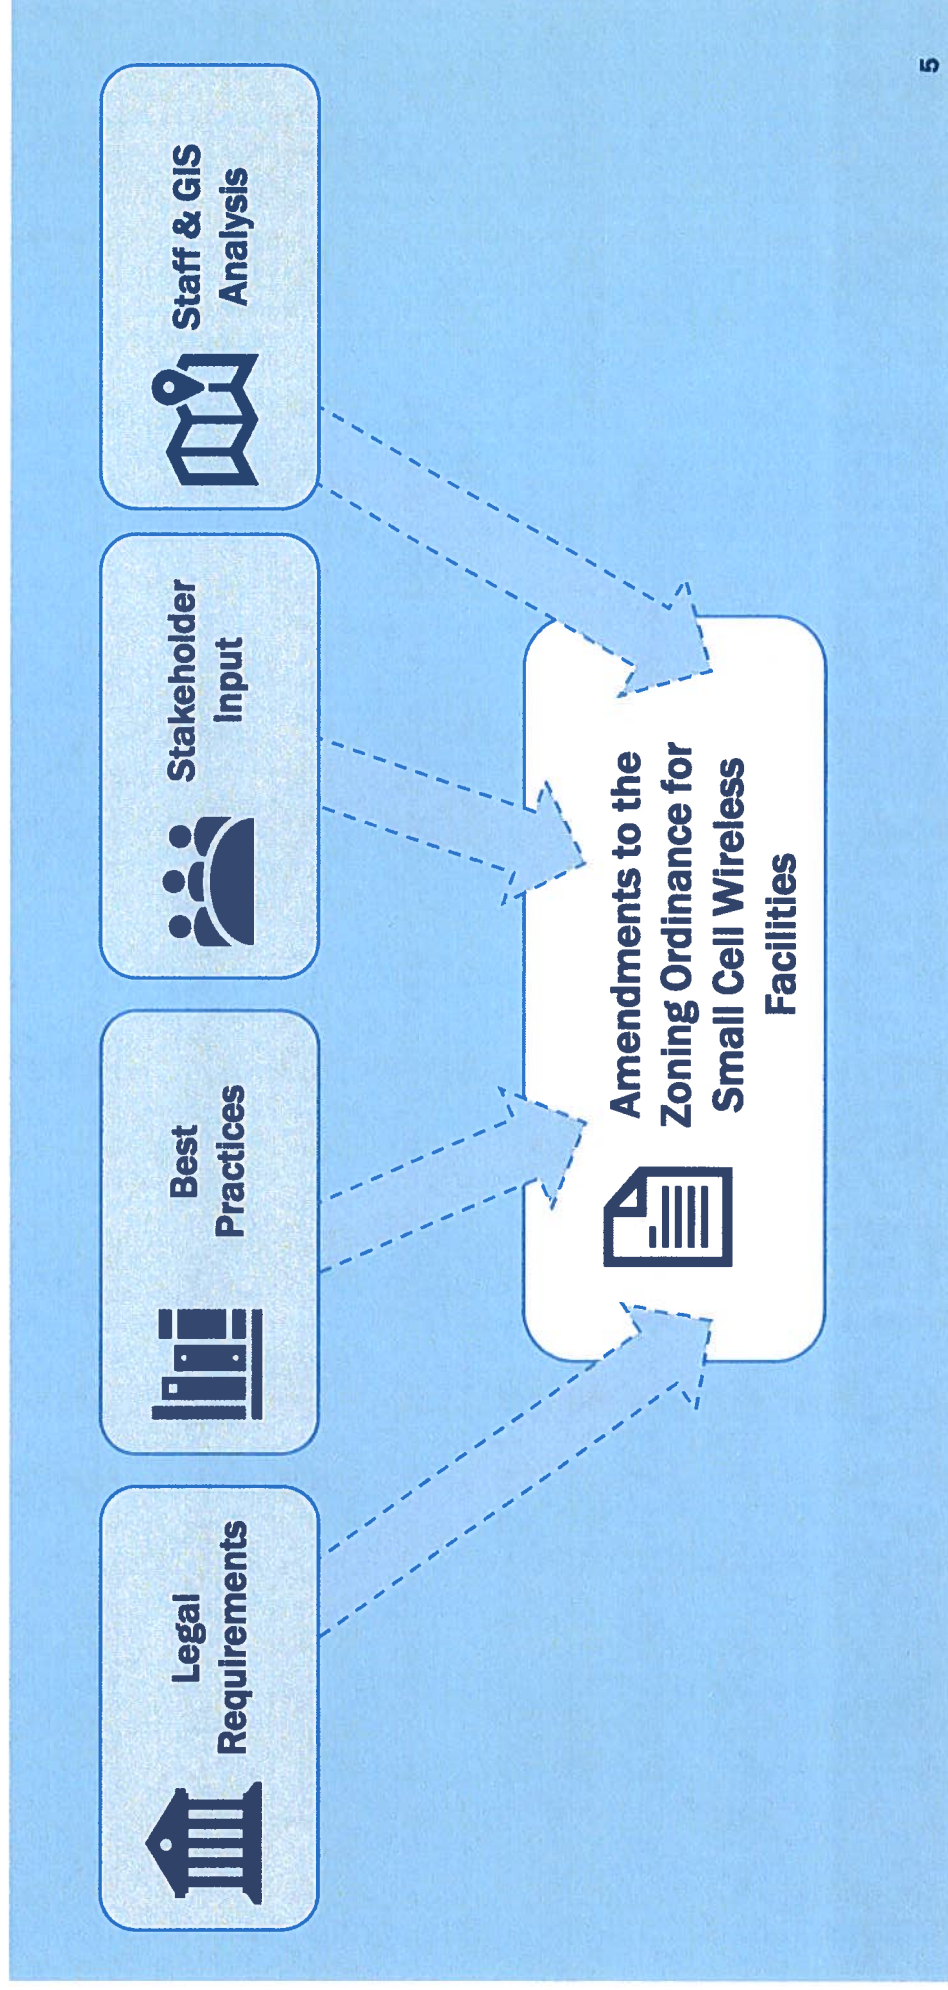 Legal
Requirements
Best
Practices
Stakeholder
Input
Staff & GIS
Analysis
Amendments to the
Zoning Ordinance for
Small Cell Wireless
Facilities
5